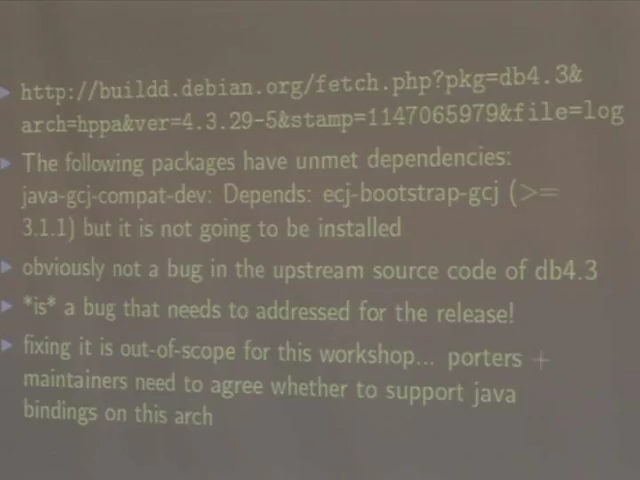 http://buildd.debian.org/fetch.php?pkg=db4.3&
arch=hppa&ver=4.3.29-5&stamp=1147065979&file=log
The following packages have unmet dependencies:
java-gcj-compat-dev: Depends: ecj-bootstrap-gcj (>=
3.1.1) but it is not going to be installed
obviously not a bug in the upstream source code of db4.3
*is* a bug that needs to addressed for the release!
fixing it is out-of-scope for this workshop... porters +
maintainers need to agree whether to support java
bindings on this arch